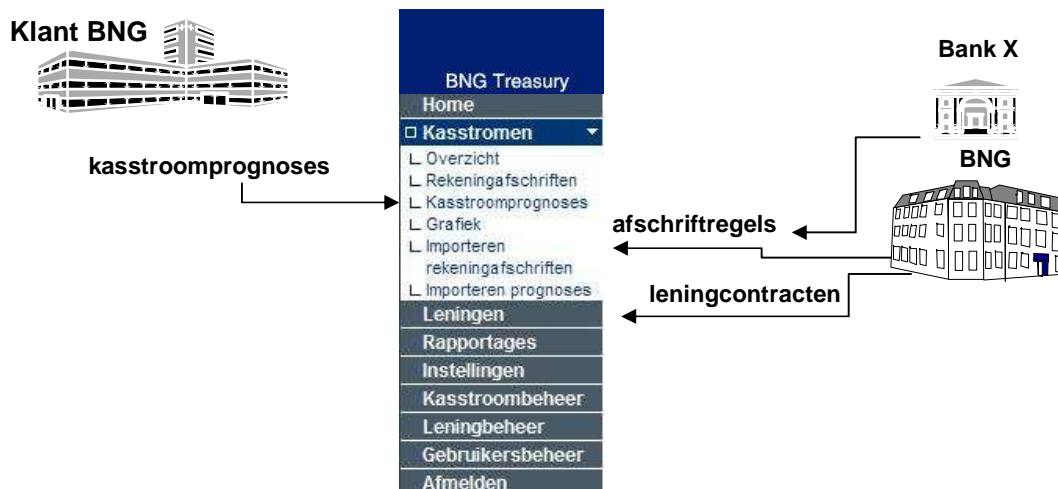 Klant BNG
kasstroomprognoses
BNG Treasury
Home
Kasstromen
Overzicht
Rekeningafschriften
Kasstroomprognoses
Grafiek
Importeren
rekeningafschriften
Importeren prognoses
Leningen
Rapportages
Instellingen
Kasstroombeheer
Leningbeheer
Gebruikersbeheer
Afmelden
Bank X
BNG
afschriftregels
leningcontracten